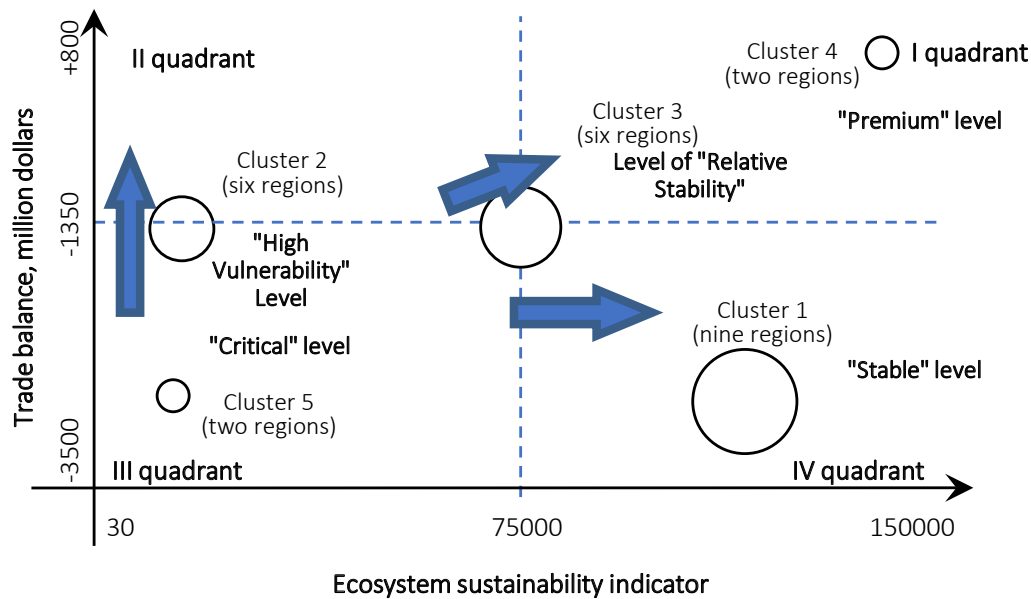 +800
II quadrant
Cluster 4
(two regions)
I quadrant
"Premium" level
Cluster 3
(six regions)
Level of "Relative
Stability"
Cluster 2
(six regions)
Trade balance, million dollars
-1350
"High
Vulnerability"
Level
Cluster 1
(nine regions)
"Critical" level
"Stable" level
Cluster 5
(two regions)
-3500
III quadrant
IV quadrant
30
75000
150000
Ecosystem sustainability indicator